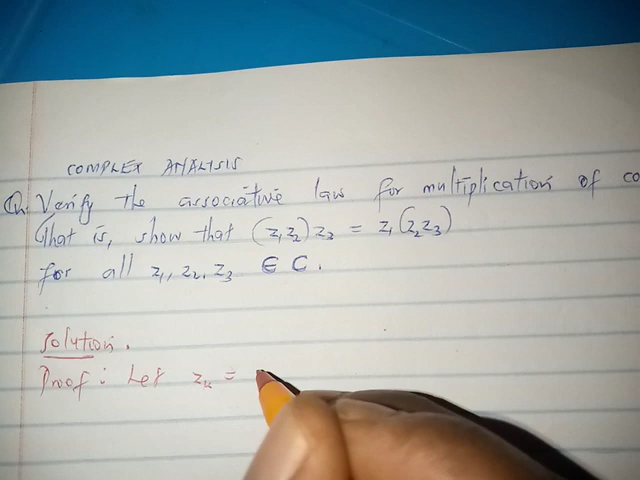 COMPLEX ANALYSIS
Qn. Verify the associative law for multiplication of co
That is, show that (z₁z₂)z₃ = z₁(z₂z₃)
for all z₁, z₂, z₃ ∈ C.
Solution.
Proof: Let zₖ =